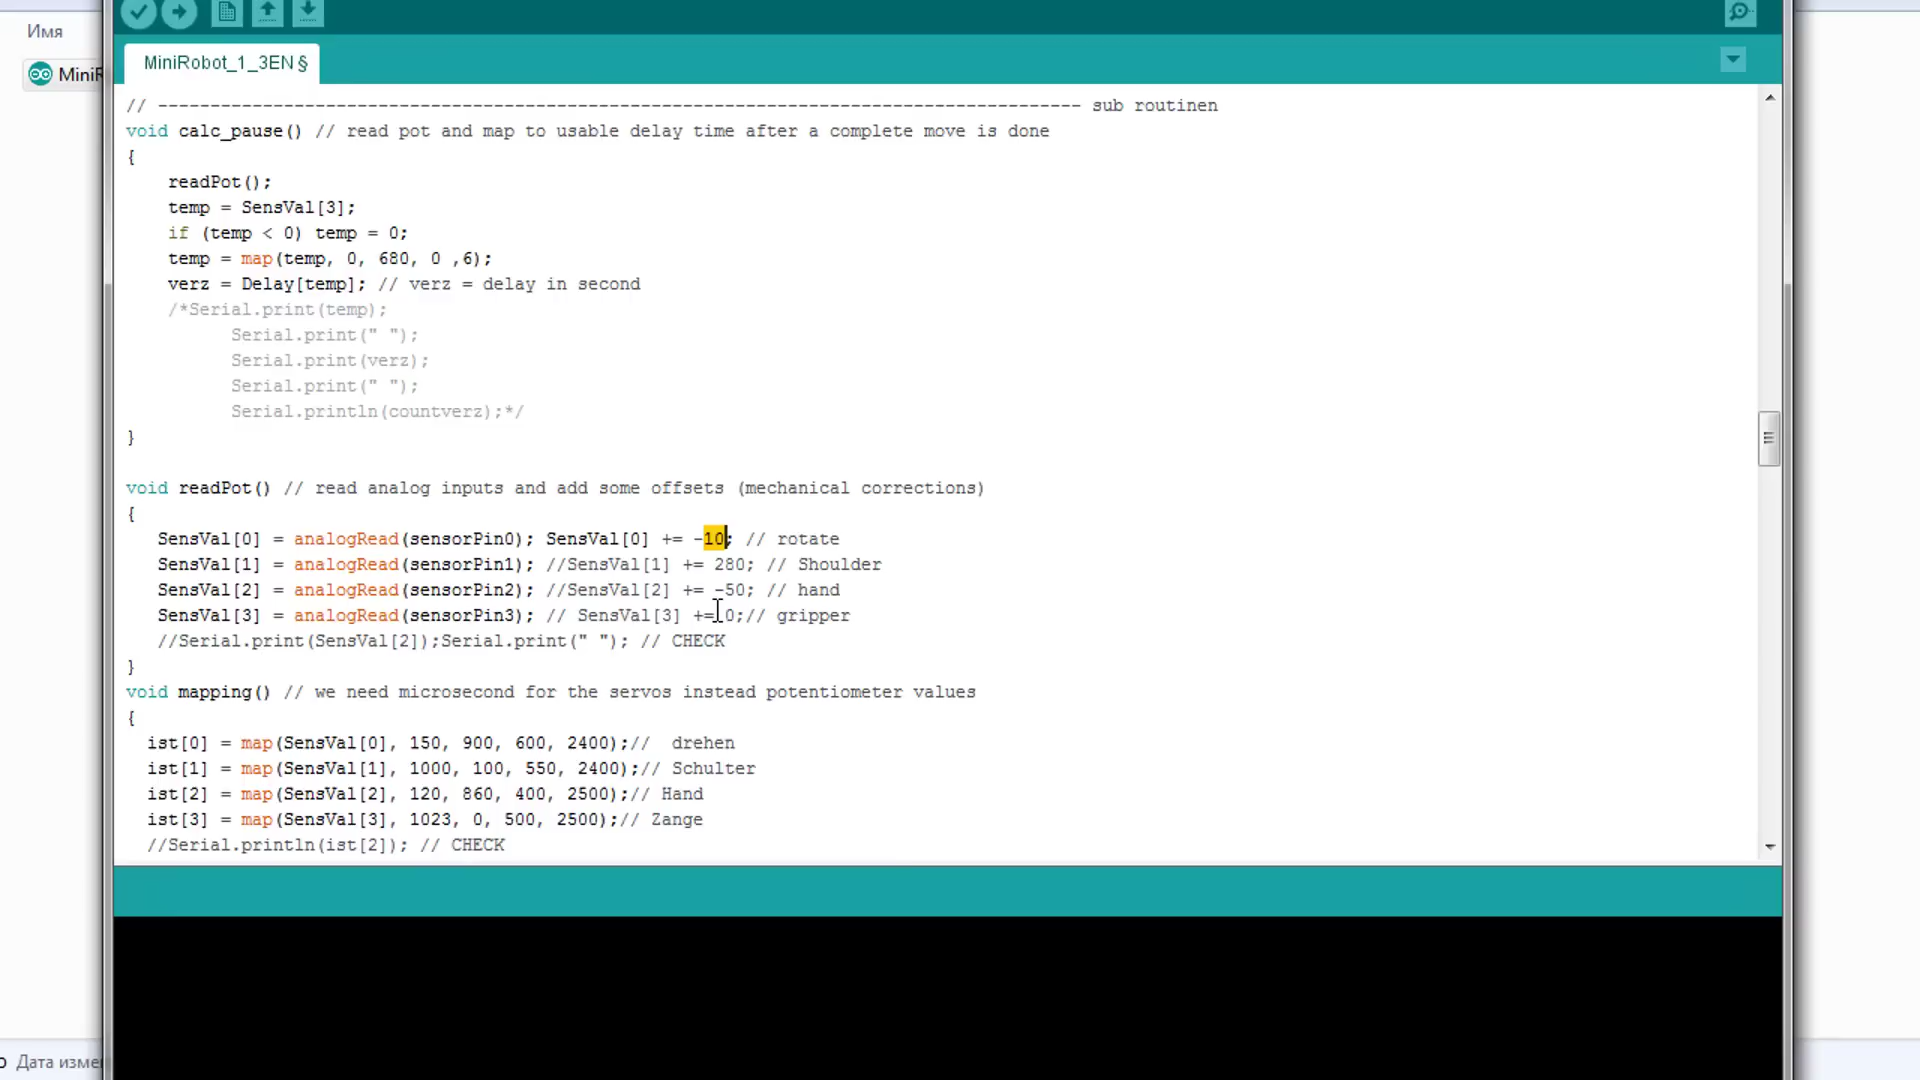 Имя
MiniR
MiniRobot_1_3EN §
// ---------------------------------------------------------------------------------------- sub routinen
void calc_pause() // read pot and map to usable delay time after a complete move is done
{
    readPot();
    temp = SensVal[3];
    if (temp < 0) temp = 0;
    temp = map(temp, 0, 680, 0 ,6);
    verz = Delay[temp]; // verz = delay in second
    /*Serial.print(temp);
          Serial.print(" ");
          Serial.print(verz);
          Serial.print(" ");
          Serial.println(countverz);*/
}
void readPot() // read analog inputs and add some offsets (mechanical corrections)
{
   SensVal[0] = analogRead(sensorPin0); SensVal[0] += -10; // rotate
   SensVal[1] = analogRead(sensorPin1); //SensVal[1] += 280; // Shoulder
   SensVal[2] = analogRead(sensorPin2); //SensVal[2] += -50; // hand
   SensVal[3] = analogRead(sensorPin3); // SensVal[3] += 0;// gripper
   //Serial.print(SensVal[2]);Serial.print(" "); // CHECK
}
void mapping() // we need microsecond for the servos instead potentiometer values
{
  ist[0] = map(SensVal[0], 150, 900, 600, 2400);//  drehen
  ist[1] = map(SensVal[1], 1000, 100, 550, 2400);// Schulter
  ist[2] = map(SensVal[2], 120, 860, 400, 2500);// Hand
  ist[3] = map(SensVal[3], 1023, 0, 500, 2500);// Zange
  //Serial.println(ist[2]); // CHECK
Дата измен